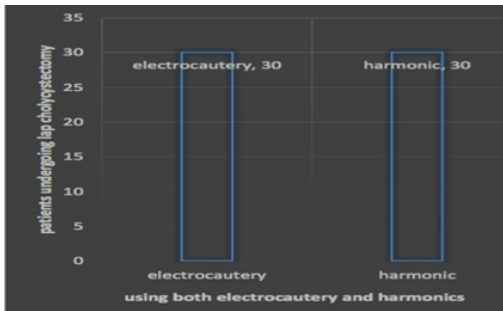 patients undergoing lap cholycystectomy
35
30
25
20
15
10
5
0
electrocautery, 30
harmonic, 30
electrocautery
harmonic
using both electrocautery and harmonics